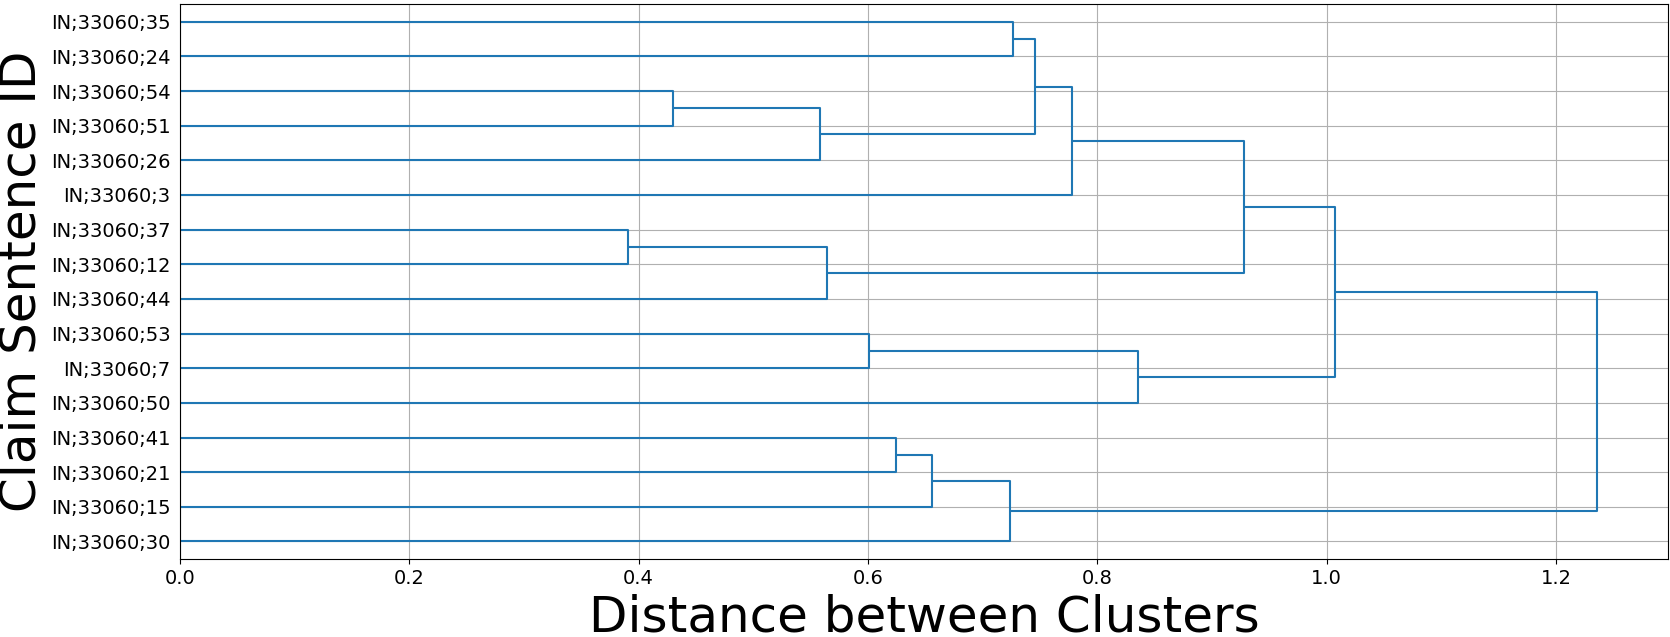 Claim Sentence ID
IN;33060;35
IN;33060;24
IN;33060;54
IN;33060;51
IN;33060;26
IN;33060;3
IN;33060;37
IN;33060;12
IN;33060;44
IN;33060;53
IN;33060;7
IN;33060;50
IN;33060;41
IN;33060;21
IN;33060;15
IN;33060;30
0.0 0.2 0.4 0.6 0.8 1.0 1.2
Distance between Clusters